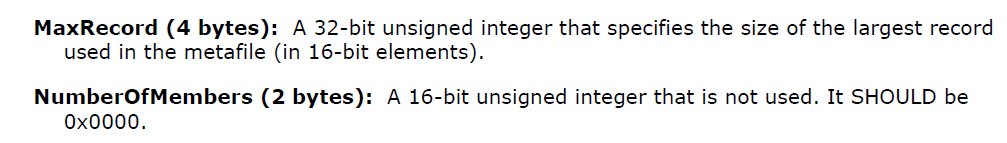 MaxRecord (4 bytes): A 32-bit unsigned integer that specifies the size of the largest record
used in the metafile (in 16-bit elements).
NumberOfMembers (2 bytes): A 16-bit unsigned integer that is not used. It SHOULD be
0x0000.